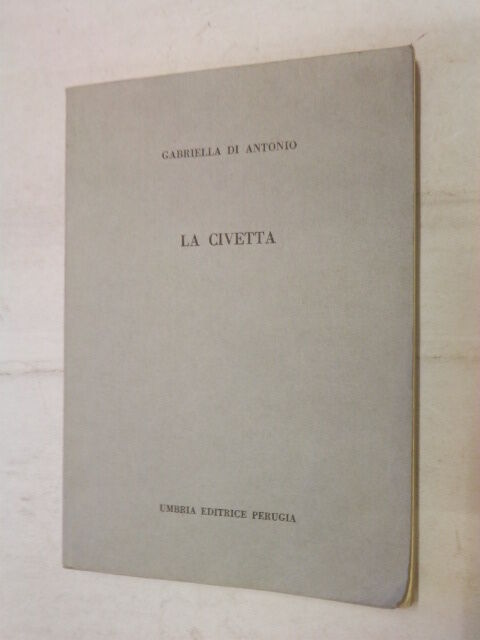 GABRIELLA DI ANTONIO
LA CIVETTA
UMBRIA EDITRICE PERUGIA